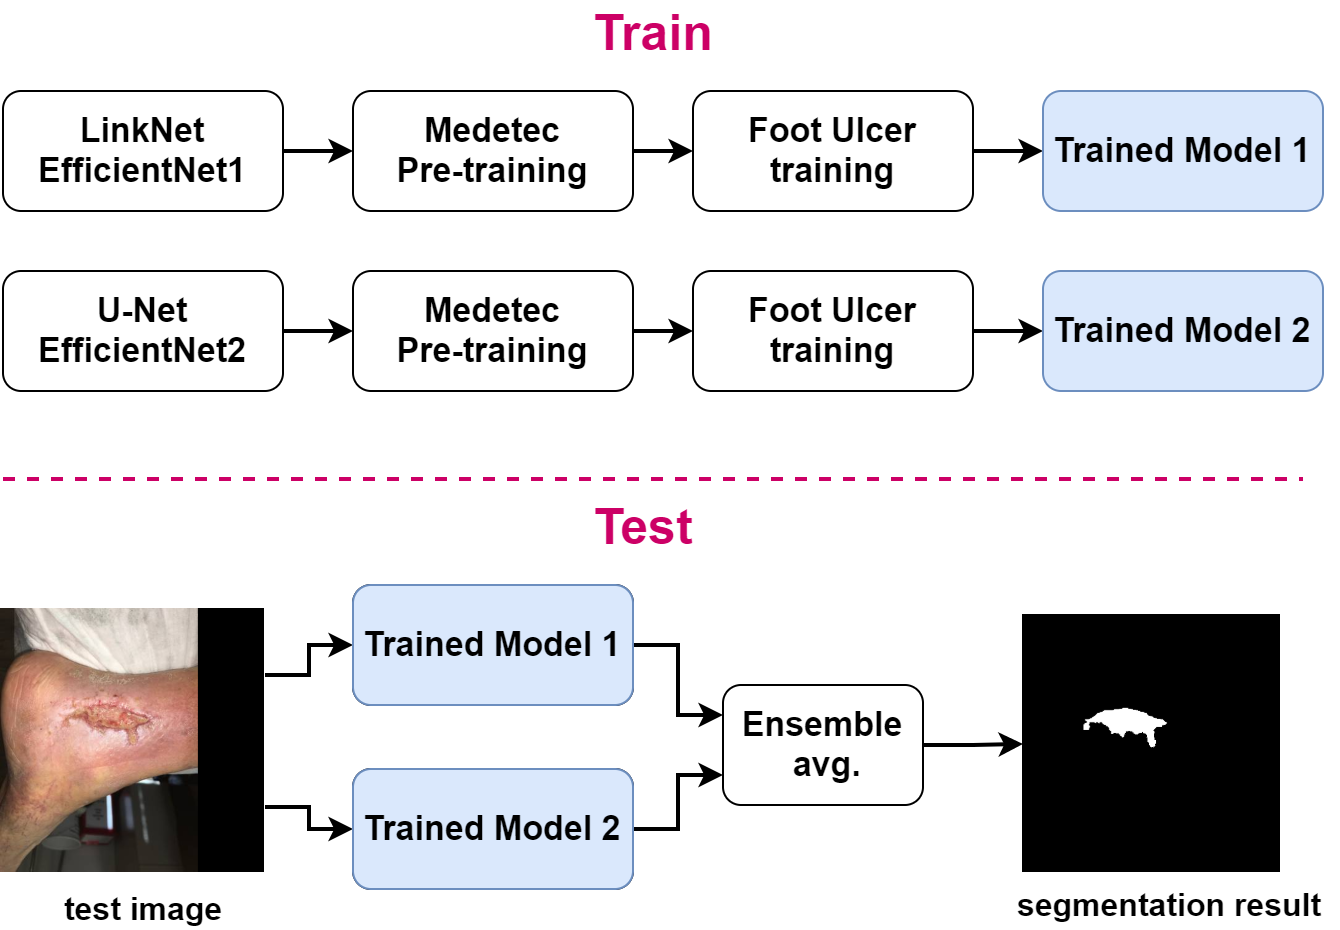 Train
LinkNet
EfficientNet1
Medetec
Pre-training
Foot Ulcer
training
Trained Model 1
U-Net
EfficientNet2
Medetec
Pre-training
Foot Ulcer
training
Trained Model 2
Test
Trained Model 1
Trained Model 2
Ensemble
avg.
test image
segmentation result